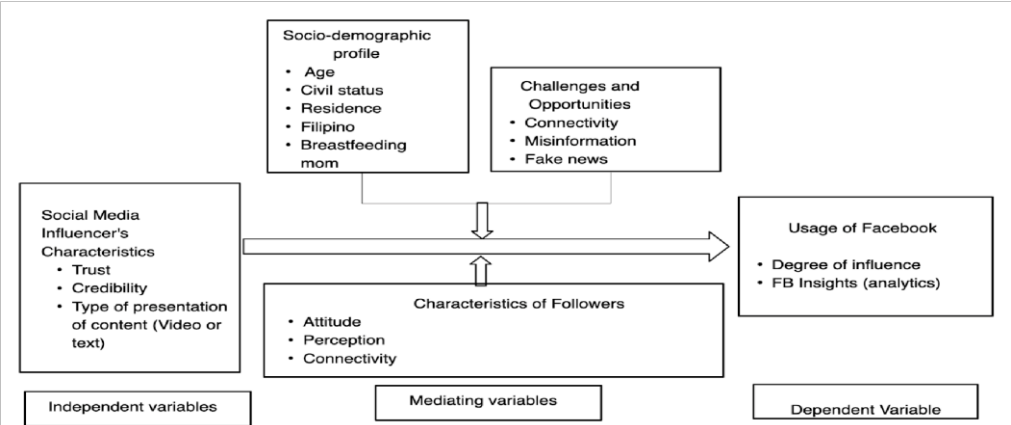 Socio-demographic
profile
• Age
• Civil status
• Residence
• Filipino
• Breastfeeding
mom
Challenges and
Opportunities
• Connectivity
• Misinformation
• Fake news
Social Media
Influencer's
Characteristics
• Trust
• Credibility
• Type of presentation
of content (Video or
text)
Usage of Facebook
• Degree of influence
• FB Insights (analytics)
Characteristics of Followers
• Attitude
• Perception
• Connectivity
Independent variables
Mediating variables
Dependent Variable